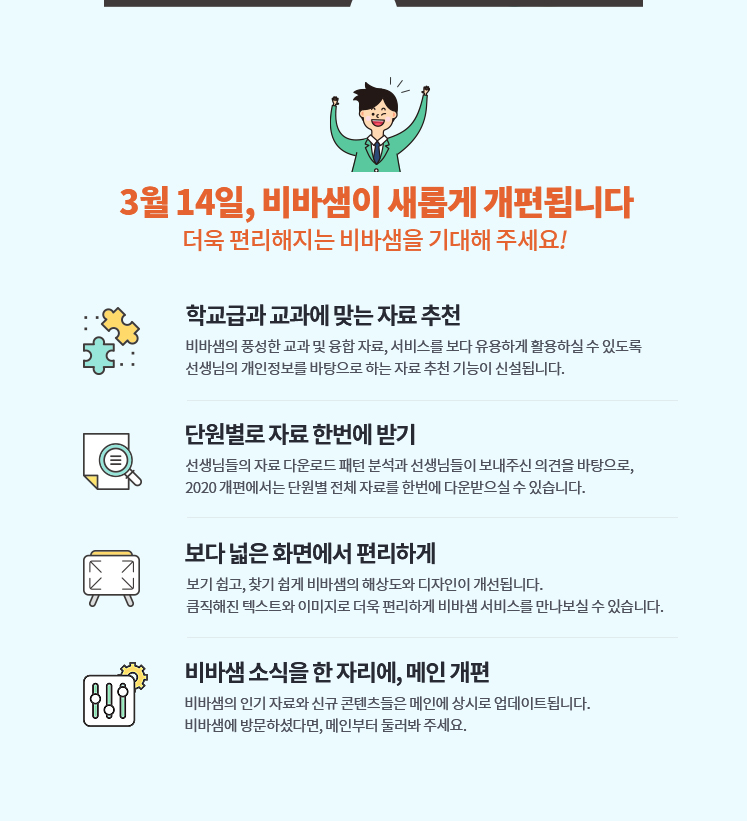 3월 14일, 비바샘이 새롭게 개편됩니다
더욱 편리해지는 비바샘을 기대해 주세요!
학교급과 교과에 맞는 자료 추천
비바샘의 풍성한 교과 및 융합 자료, 서비스를 보다 유용하게 활용하실 수 있도록
선생님의 개인정보를 바탕으로 하는 자료 추천 기능이 신설됩니다.
단원별로 자료 한번에 받기
선생님들의 자료 다운로드 패턴 분석과 선생님들이 보내주신 의견을 바탕으로,
2020 개편에서는 단원별 전체 자료를 한번에 다운받으실 수 있습니다.
보다 넓은 화면에서 편리하게
보기 쉽고, 찾기 쉽게 비바샘의 해상도와 디자인이 개선됩니다.
큼직해진 텍스트와 이미지로 더욱 편리하게 비바샘 서비스를 만나보실 수 있습니다.
비바샘 소식을 한 자리에, 메인 개편
비바샘의 인기 자료와 신규 콘텐츠들은 메인에 상시로 업데이트됩니다.
비바샘에 방문하셨다면, 메인부터 둘러봐 주세요.